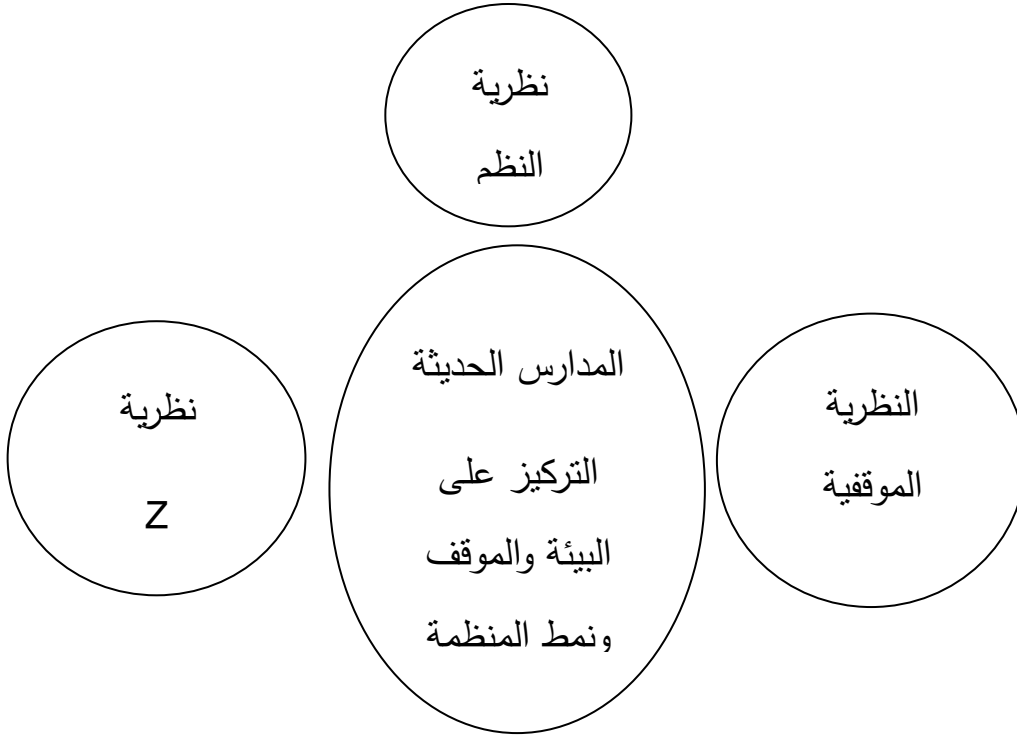 نظرية
النظم
المدارس الحديثة
التركيز على
البيئة والموقف
ونمط المنظمة
النظرية
الموقفية
نظرية
Z